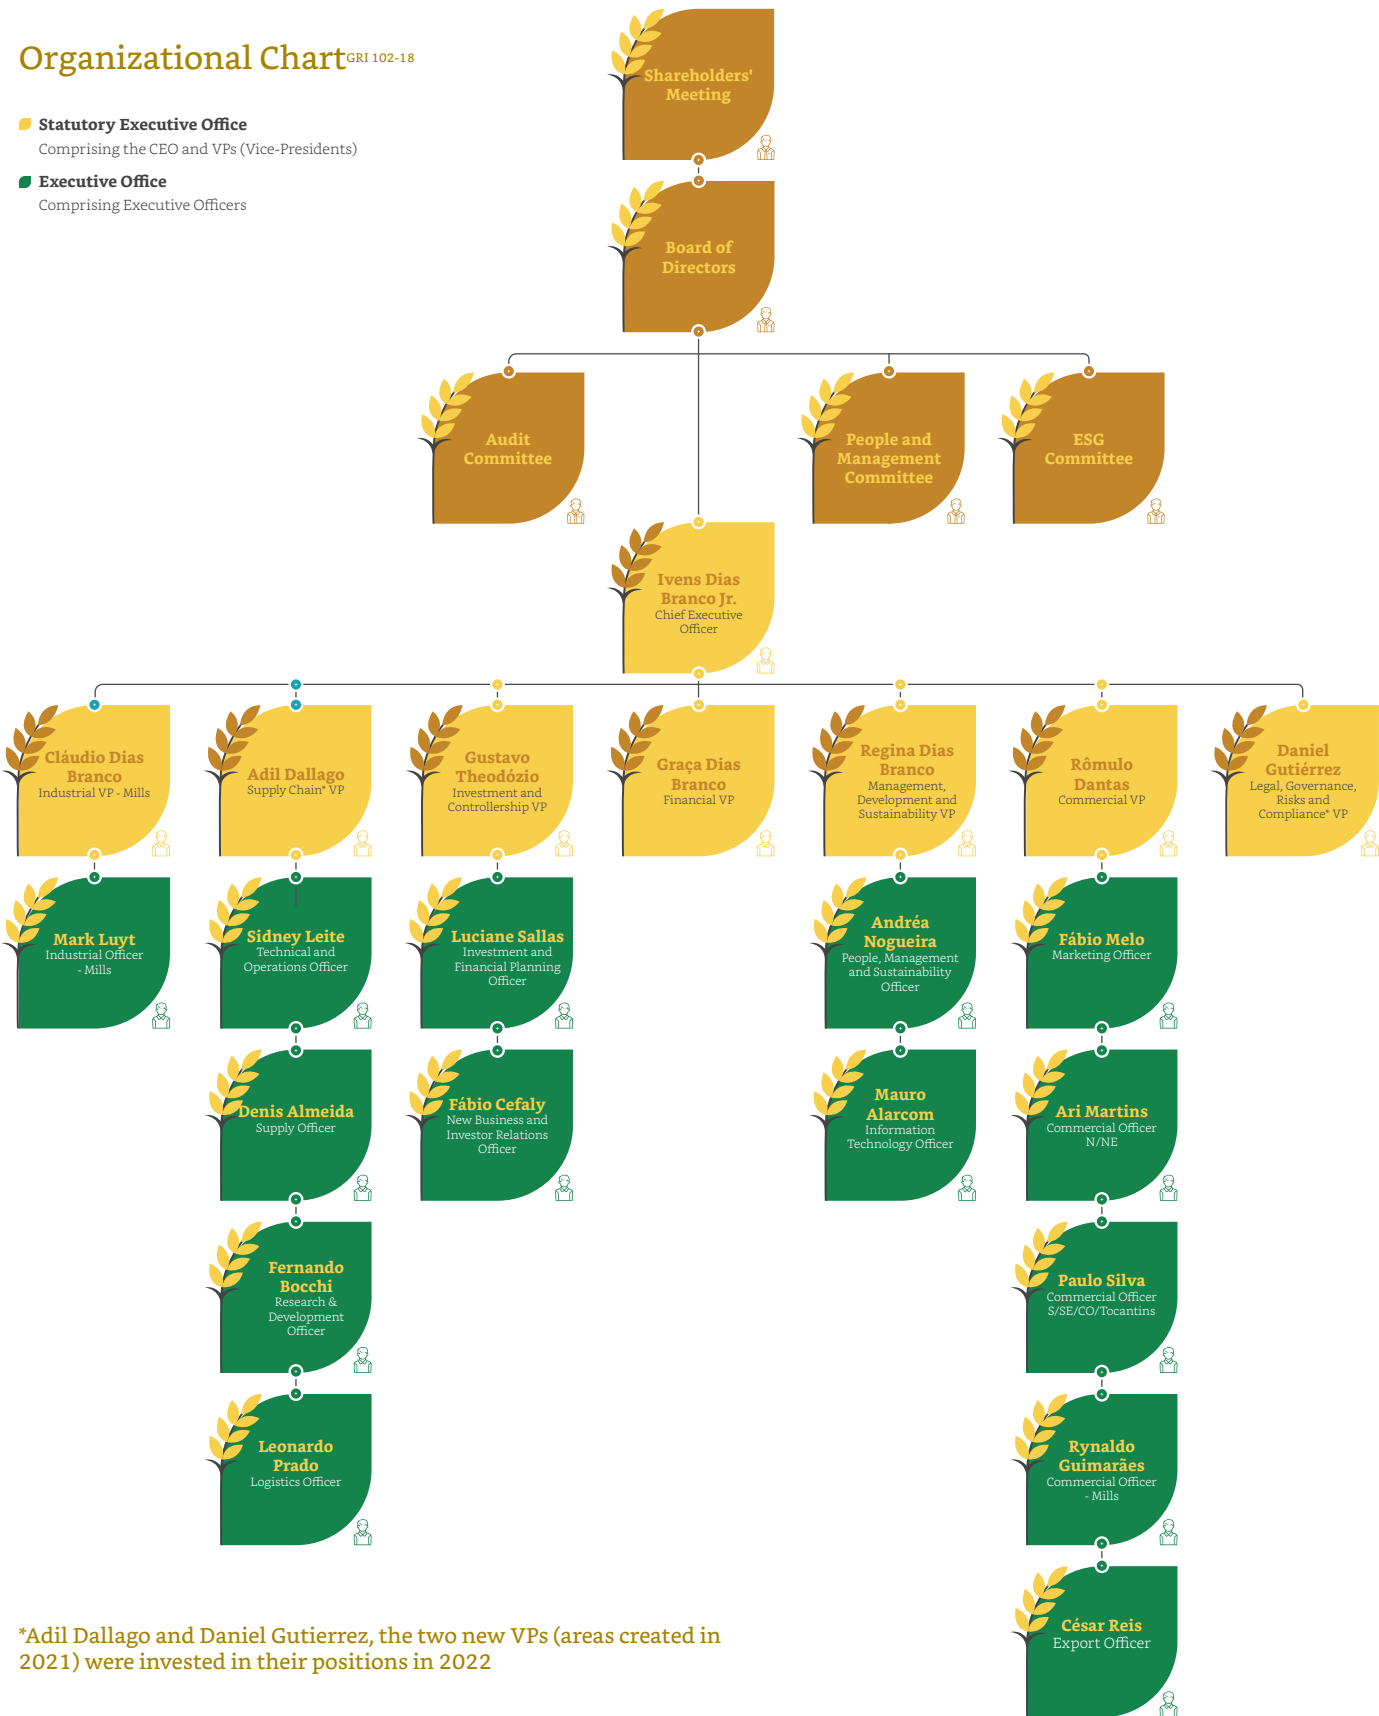 Organizational Chart GRI 102-18
Statutory Executive Office
Comprising the CEO and VPs (Vice-Presidents)
Executive Office
Comprising Executive Officers
Shareholders'
Meeting
Board of
Directors
Audit
Committee
People and
Management
Committee
ESG
Committee
Ivens Dias
Branco Jr.
Chief Executive
Officer
Cláudio Dias
Branco
Industrial VP - Mills
Adil Dallago
Supply Chain* VP
Gustavo
Theodózio
Investment and
Controllership VP
Graça Dias
Branco
Financial VP
Regina Dias
Branco
Management,
Development and
Sustainability VP
Rômulo
Dantas
Commercial VP
Daniel
Gutiérrez
Legal, Governance,
Risks and
Compliance* VP
Mark Luyt
Industrial Officer
- Mills
Sidney Leite
Technical and
Operations Officer
Luciane Sallas
Investment and
Financial Planning
Officer
Andréa
Nogueira
People, Management
and Sustainability
Officer
Fábio Melo
Marketing Officer
Denis Almeida
Supply Officer
Fábio Cefaly
New Business and
Investor Relations
Officer
Mauro
Alarcom
Information
Technology Officer
Ari Martins
Commercial Officer
N/NE
Fernando
Bocchi
Research &
Development
Officer
Paulo Silva
Commercial Officer
S/SE/CO/Tocantins
Leonardo
Prado
Logistics Officer
Rynaldo
Guimarães
Commercial Officer
- Mills
César Reis
Export Officer
*Adil Dallago and Daniel Gutierrez, the two new VPs (areas created in
2021) were invested in their positions in 2022